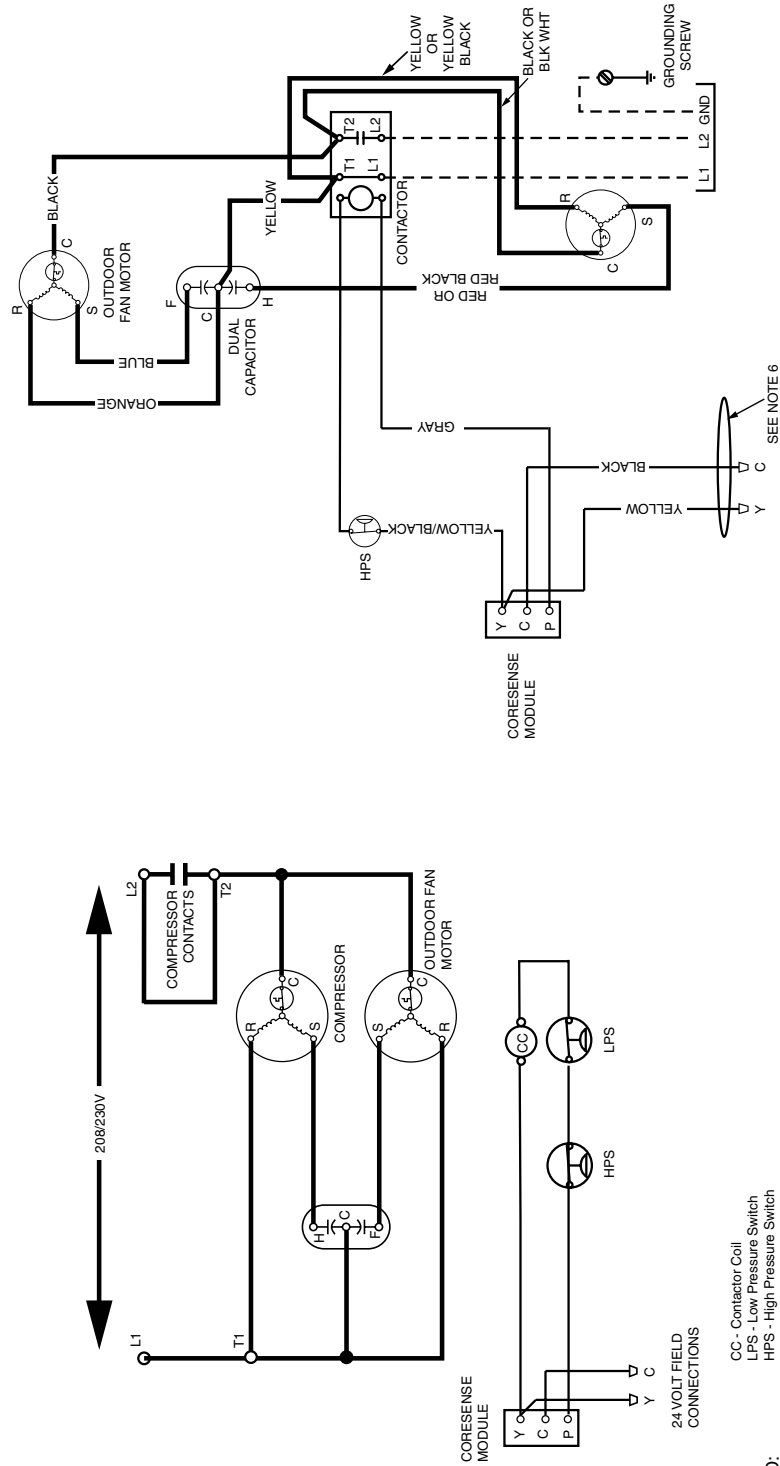 BLACK
YELLOW
OR
YELLOW
BLACK
BLACK OR
BLK WHT
GROUNDING
SCREW
GND
L2
L1
T2
L2
T1
L1
CONTACTOR
YELLOW
R
C
S
OUTDOOR
FAN MOTOR
F
C
H
DUAL
CAPACITOR
BLUE
ORANGE
R
S
C
RED OR
RED BLACK
GRAY
BLACK
YELLOW
YELLOW/BLACK
HPS
Y
C
P
CORESENSE
MODULE
Y
C
SEE NOTE 6
208/230V
L2
COMPRESSOR
CONTACTS
T2
L1
T1
R
S
C
COMPRESSOR
S
R
C
OUTDOOR FAN
MOTOR
H
C
F
CC
LPS
HPS
CORESENSE
MODULE
Y
C
P
Y
C
24 VOLT FIELD
CONNECTIONS
CC - Contactor Coil
LPS - Low Pressure Switch
HPS - High Pressure Switch